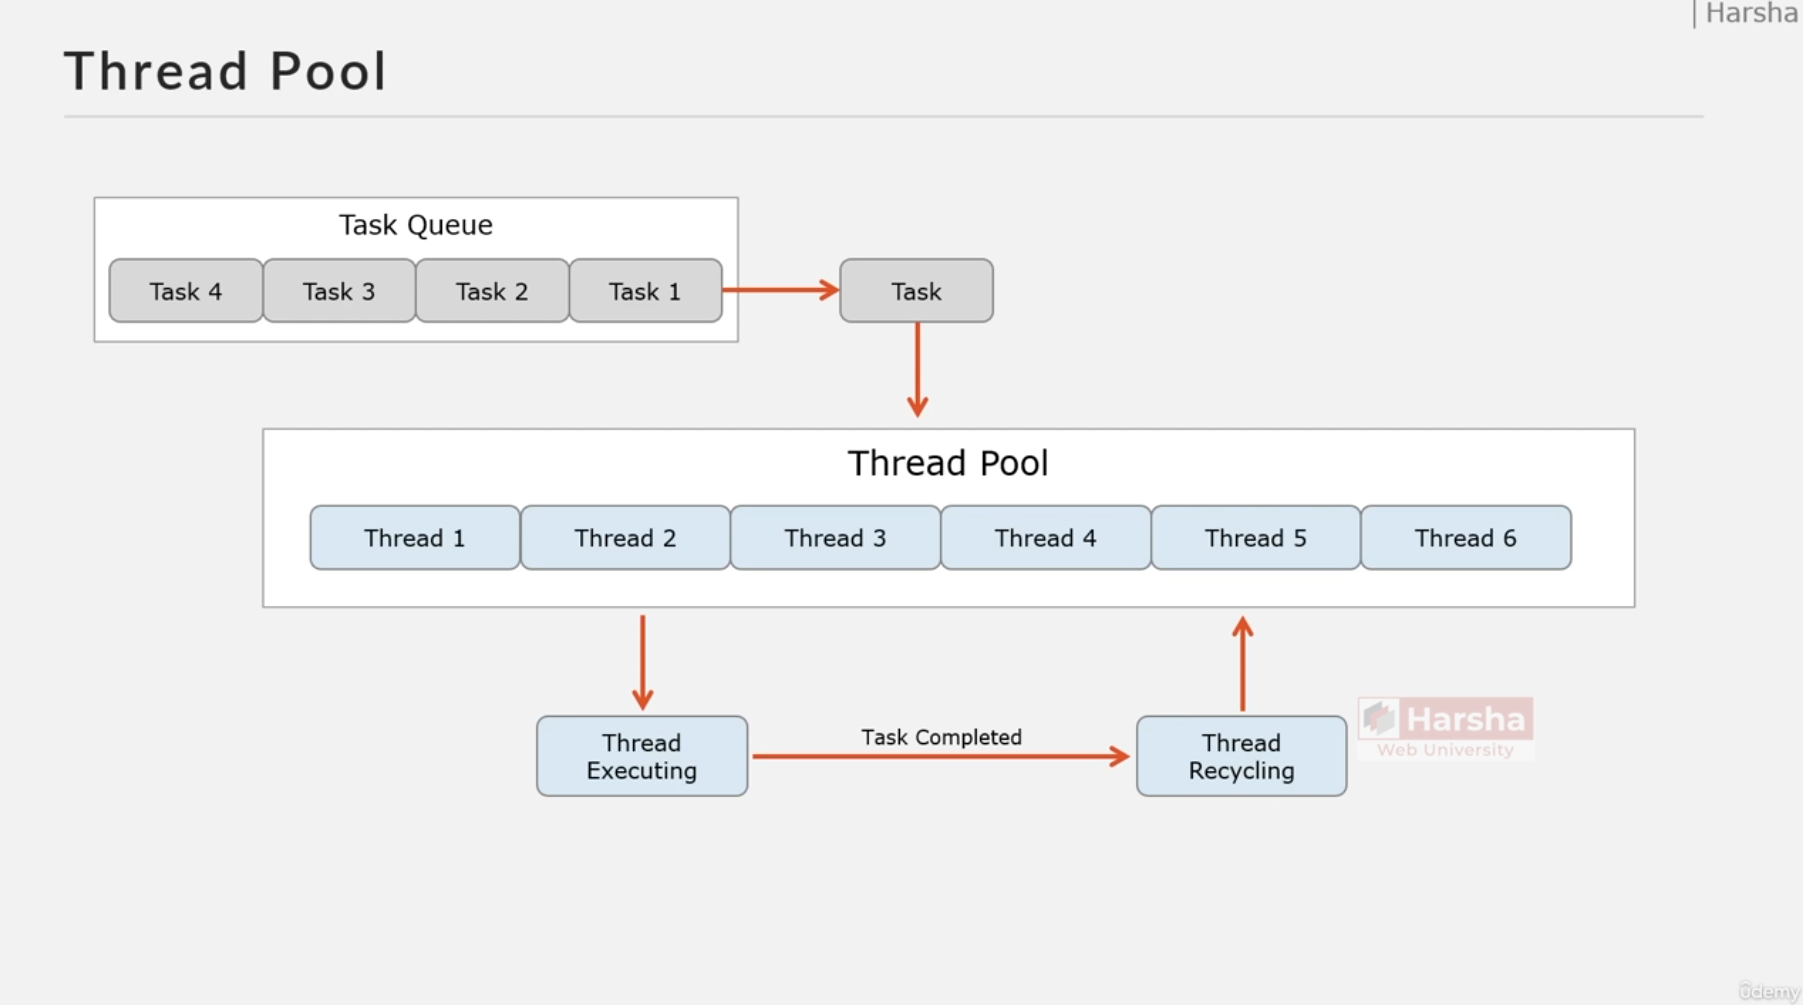 | Harsha
Thread Pool
Task Queue
Task 4 Task 3 Task 2 Task 1
Task
Thread Pool
Thread 1 Thread 2 Thread 3 Thread 4 Thread 5 Thread 6
Thread
Executing
Task Completed
Thread
Recycling
Harsha
Web University
ûdemy